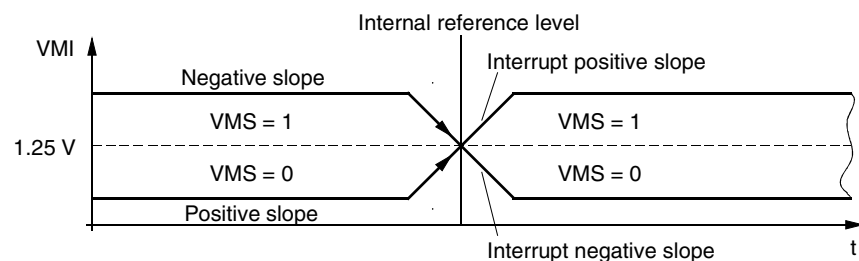 Internal reference level
VMI
Interrupt positive slope
Negative slope
VMS = 1
VMS = 1
1.25 V
VMS = 0
VMS = 0
Positive slope
Interrupt negative slope
t